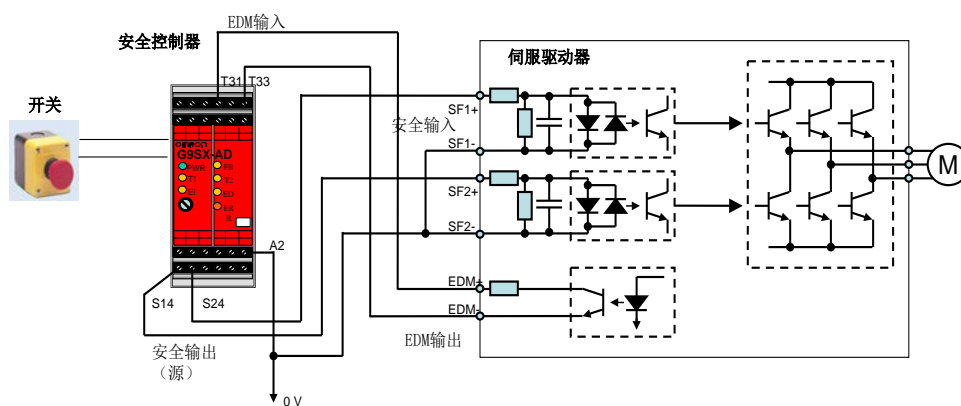 EDM输入
安全控制器
伺服驱动器
T31
T33
开关
SF1+
安全输入
SF1-
OMRON
G9SX-AD
PWR
FB
T1
T2
EI
ED
ER
R
SF2+
SF2-
M
A2
EDM+
S14
S24
EDM-
安全输出
(源)
EDM输出
0 V